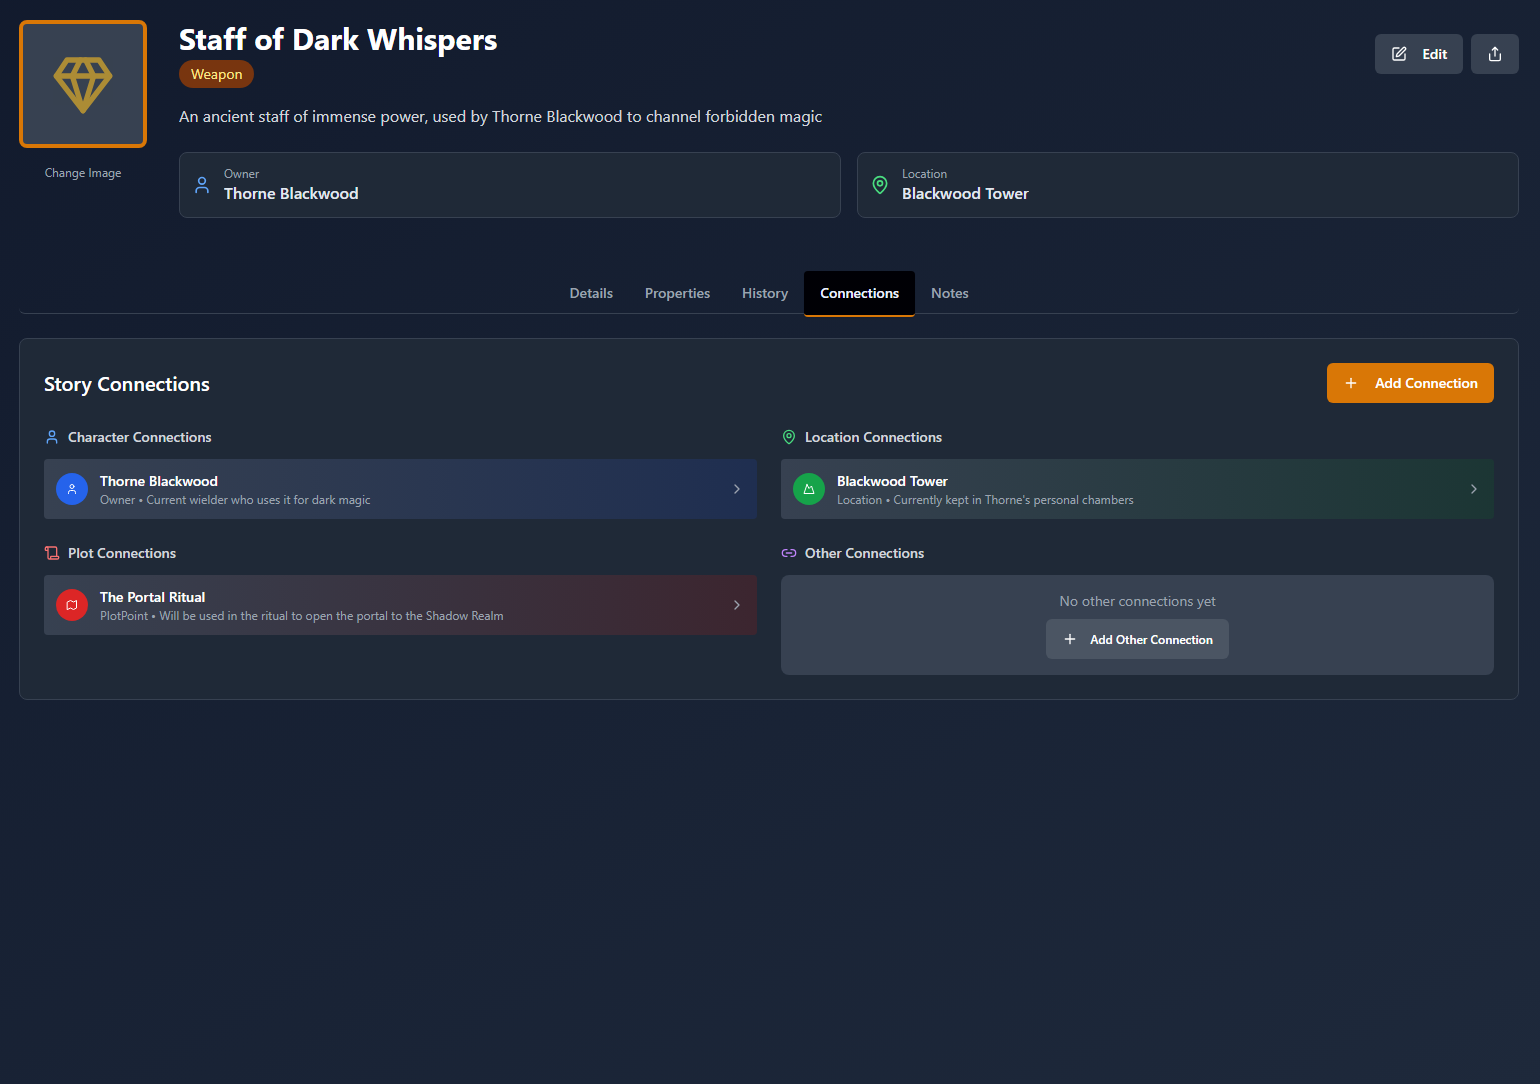 Staff of Dark Whispers
Weapon
An ancient staff of immense power, used by Thorne Blackwood to channel forbidden magic
Edit
Change Image
Owner
Thorne Blackwood
Location
Blackwood Tower
Details
Properties
History
Connections
Notes
Story Connections
Add Connection
Character Connections
Thorne Blackwood
Owner • Current wielder who uses it for dark magic
Location Connections
Blackwood Tower
Location • Currently kept in Thorne's personal chambers
Plot Connections
The Portal Ritual
PlotPoint • Will be used in the ritual to open the portal to the Shadow Realm
Other Connections
No other connections yet
Add Other Connection